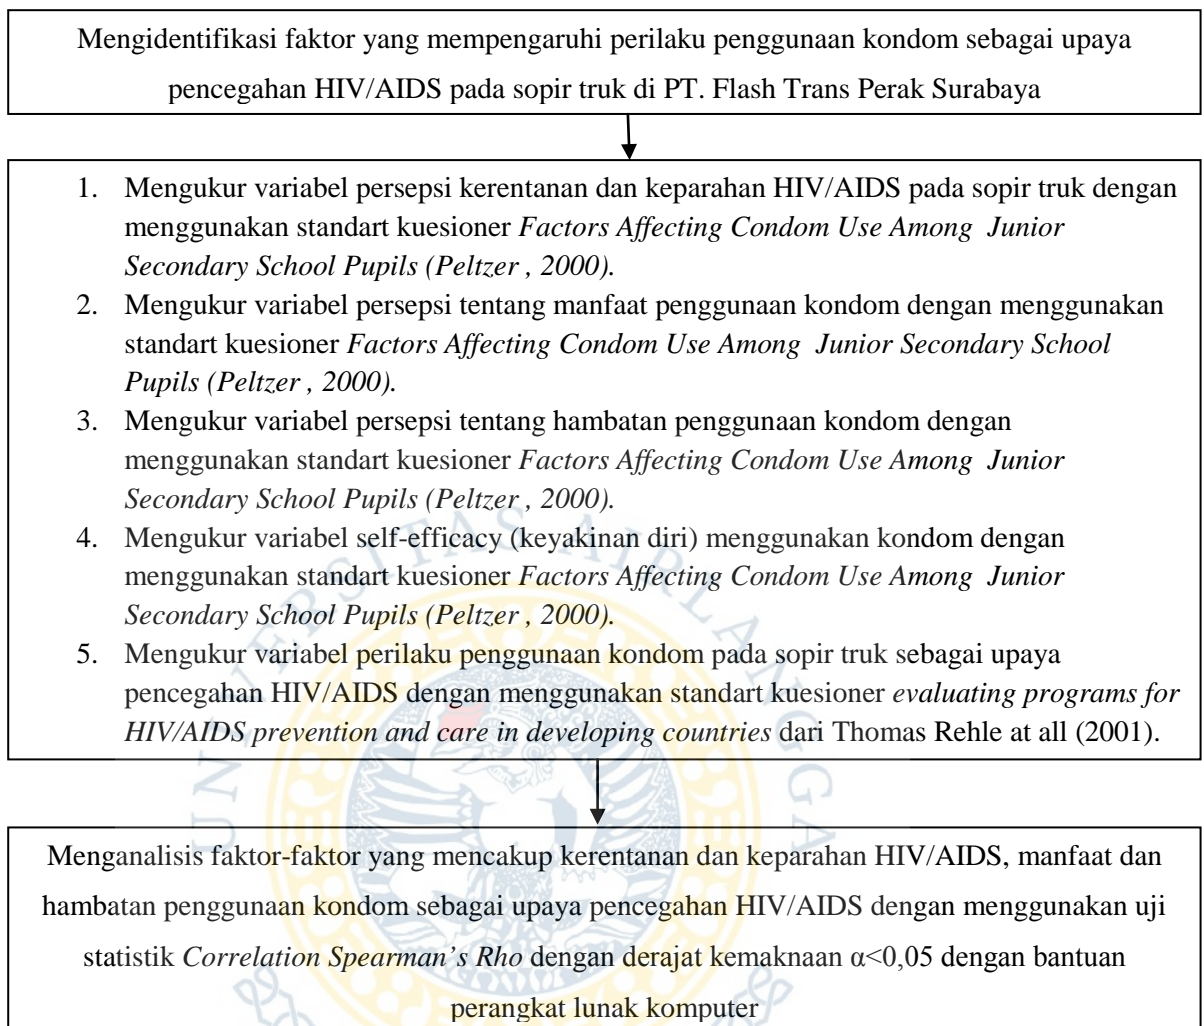 Mengidentifikasi faktor yang mempengaruhi perilaku penggunaan kondom sebagai upaya
pencegahan HIV/AIDS pada sopir truk di PT. Flash Trans Perak Surabaya
1. Mengukur variabel persepsi kerentanan dan keparahan HIV/AIDS pada sopir truk dengan
menggunakan standart kuesioner Factors Affecting Condom Use Among Junior
Secondary School Pupils (Peltzer , 2000).
2. Mengukur variabel persepsi tentang manfaat penggunaan kondom dengan menggunakan
standart kuesioner Factors Affecting Condom Use Among Junior Secondary School
Pupils (Peltzer , 2000).
3. Mengukur variabel persepsi tentang hambatan penggunaan kondom dengan
menggunakan standart kuesioner Factors Affecting Condom Use Among Junior
Secondary School Pupils (Peltzer , 2000).
4. Mengukur variabel self-efficacy (keyakinan diri) menggunakan kondom dengan
menggunakan standart kuesioner Factors Affecting Condom Use Among Junior
Secondary School Pupils (Peltzer , 2000).
5. Mengukur variabel perilaku penggunaan kondom pada sopir truk sebagai upaya
pencegahan HIV/AIDS dengan menggunakan standart kuesioner evaluating programs for
HIV/AIDS prevention and care in developing countries dari Thomas Rehle at all (2001).
Menganalisis faktor-faktor yang mencakup kerentanan dan keparahan HIV/AIDS, manfaat dan
hambatan penggunaan kondom sebagai upaya pencegahan HIV/AIDS dengan menggunakan uji
statistik Correlation Spearman's Rho dengan derajat kemaknaan α<0,05 dengan bantuan
perangkat lunak komputer
UNIVERSITAS AIRLANGGA